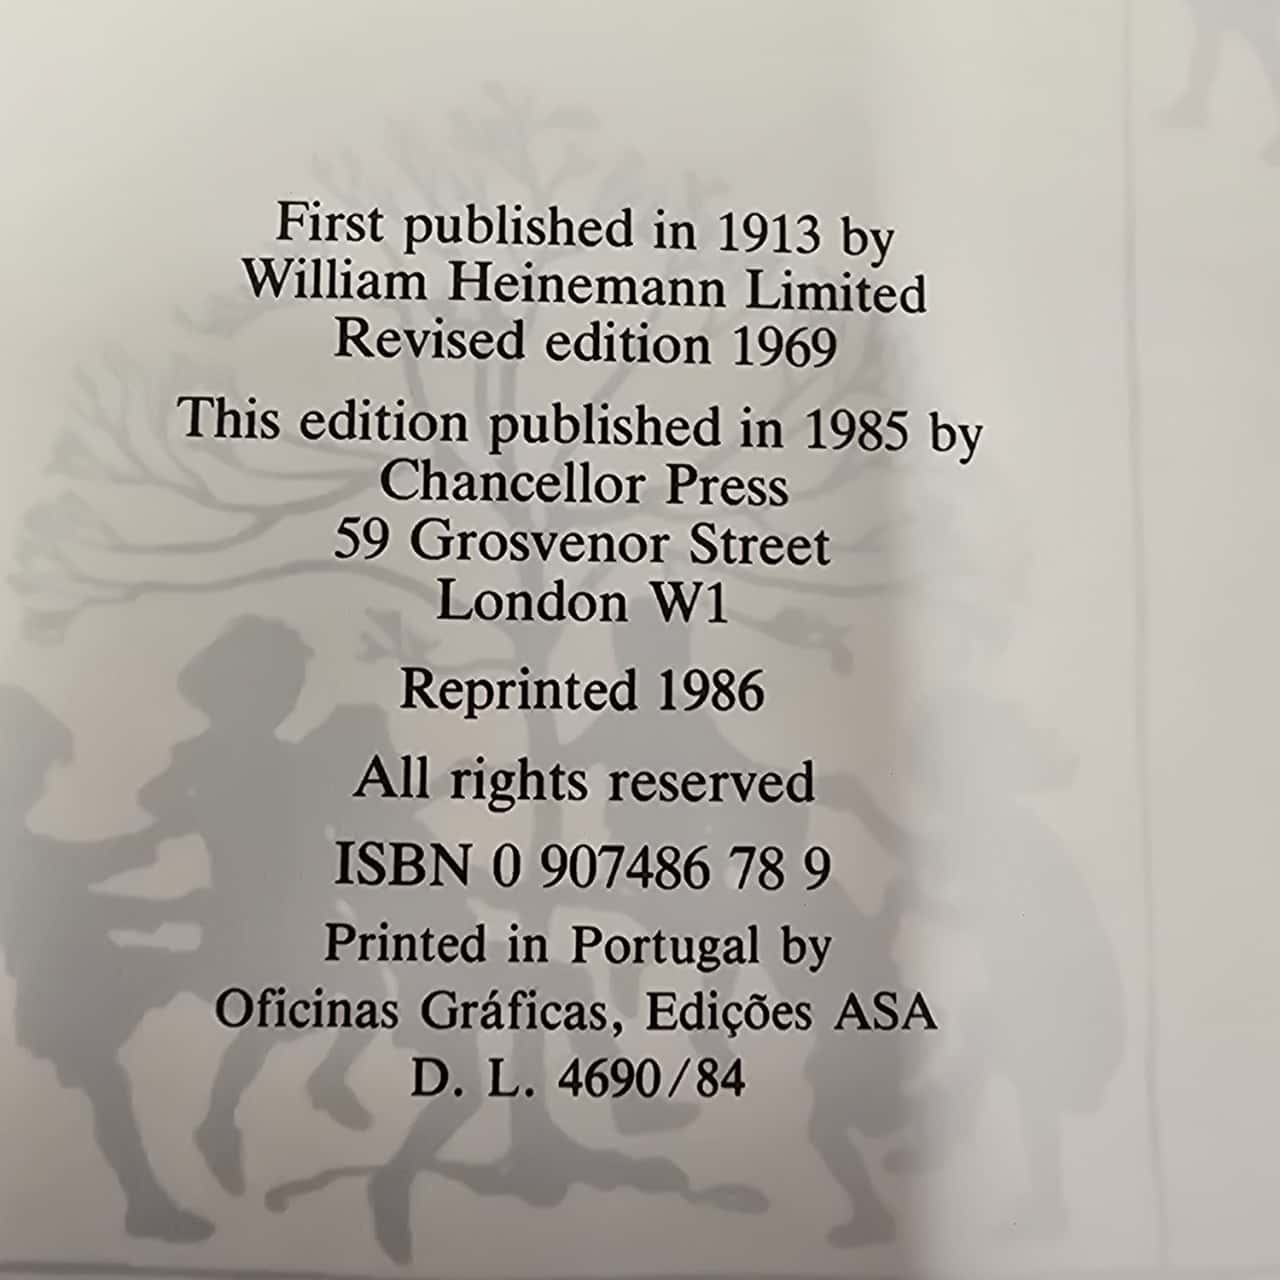 First published in 1913 by
William Heinemann Limited
Revised edition 1969
This edition published in 1985 by
Chancellor Press
59 Grosvenor Street
London W1
Reprinted 1986
All rights reserved
ISBN 0 907486 78 9
Printed in Portugal by
Oficinas Gráficas, Edições ASA
D. L. 4690/84